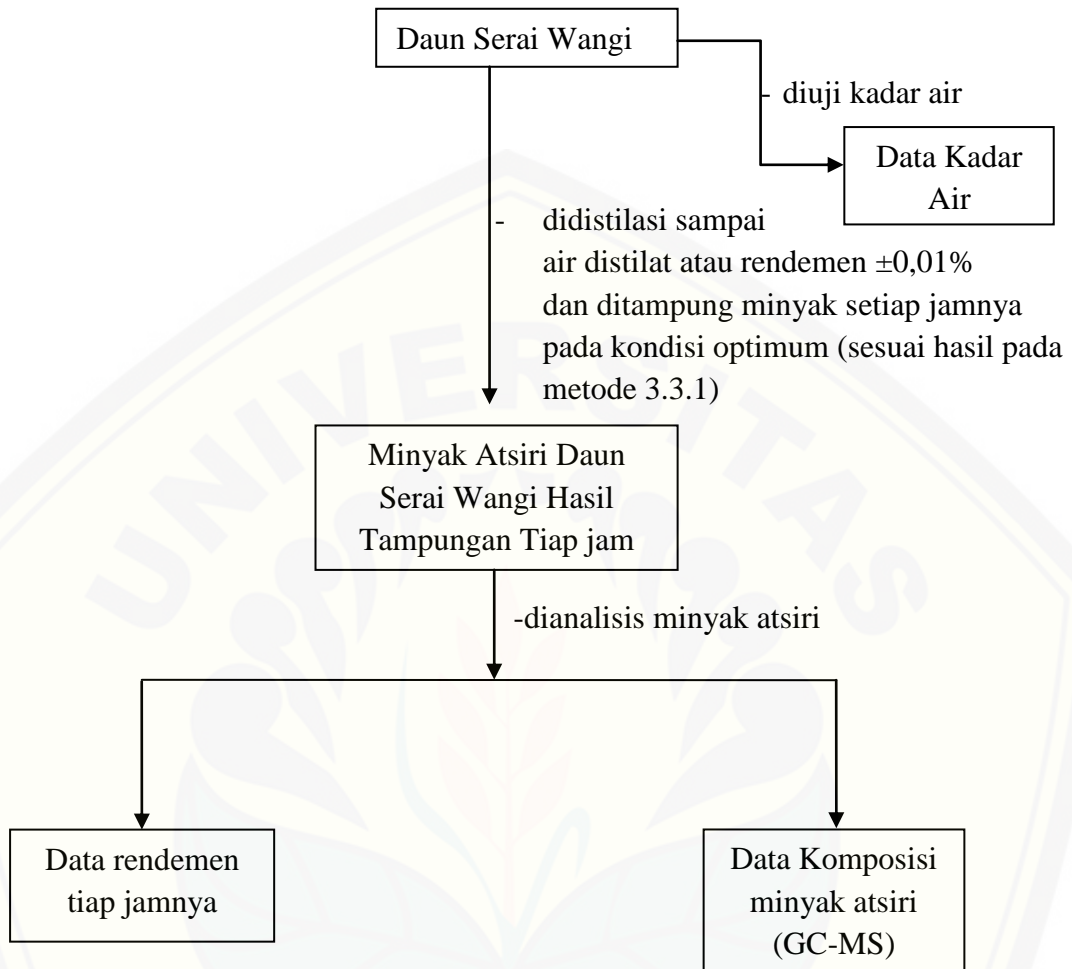 Daun Serai Wangi
- diuji kadar air
Data Kadar
Air
- didistilasi sampai
air distilat atau rendemen ±0,01%
dan ditampung minyak setiap jamnya
pada kondisi optimum (sesuai hasil pada
metode 3.3.1)
Minyak Atsiri Daun
Serai Wangi Hasil
Tampungan Tiap jam
-dianalisis minyak atsiri
Data rendemen
tiap jamnya
Data Komposisi
minyak atsiri
(GC-MS)
UNIVERSITAS